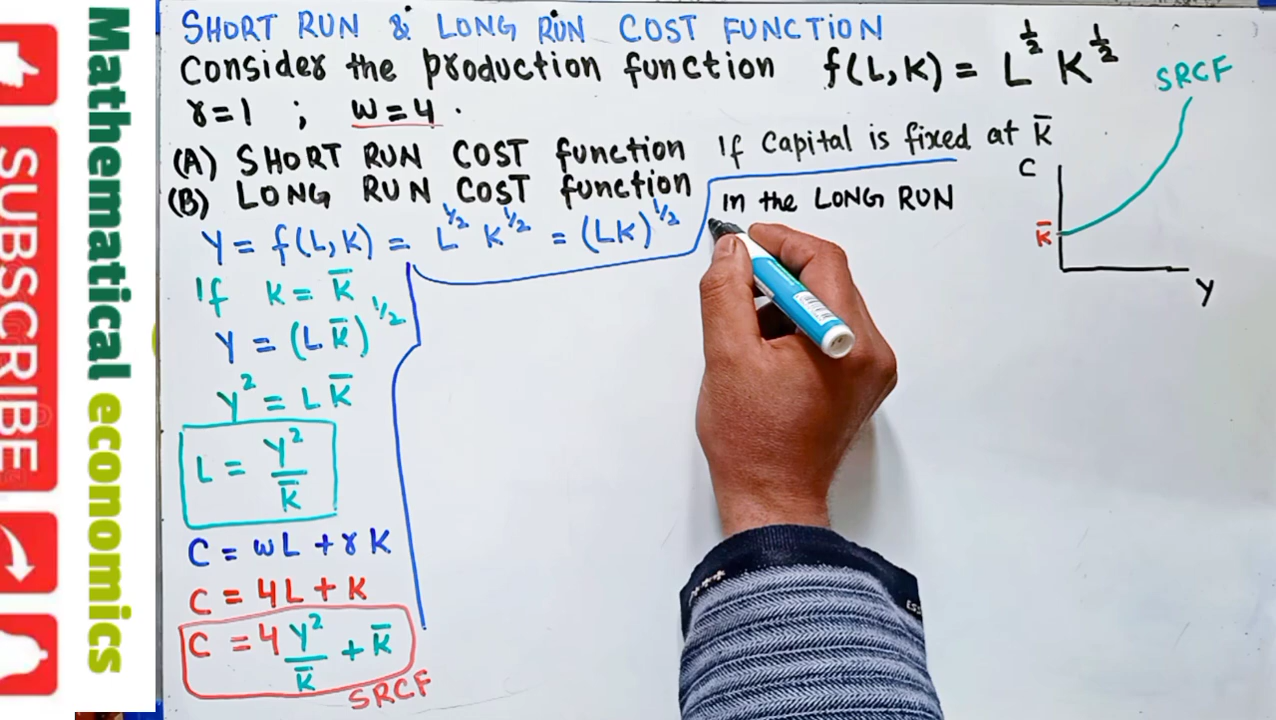 Mathematical economics
SUBSCRIBE
SHORT RUN & LONG RUN COST FUNCTION
Consider the production function f(L,K) = L^{1/2} K^{1/2}
r=1 ; w=4 .
(A) SHORT RUN COST function If Capital is fixed at K̄
(B) LONG RUN COST function In the LONG RUN
Y = f(L,K) = L^{1/2} K^{1/2} = (LK)^{1/2}
If K = K̄
Y = (L K̄)^{1/2}
Y² = L K̄
L = Y²/K̄
C = wL + rK
C = 4L + K
C = 4 Y²/K̄ + K̄
SRCF
SRCF
C
K̄
Y